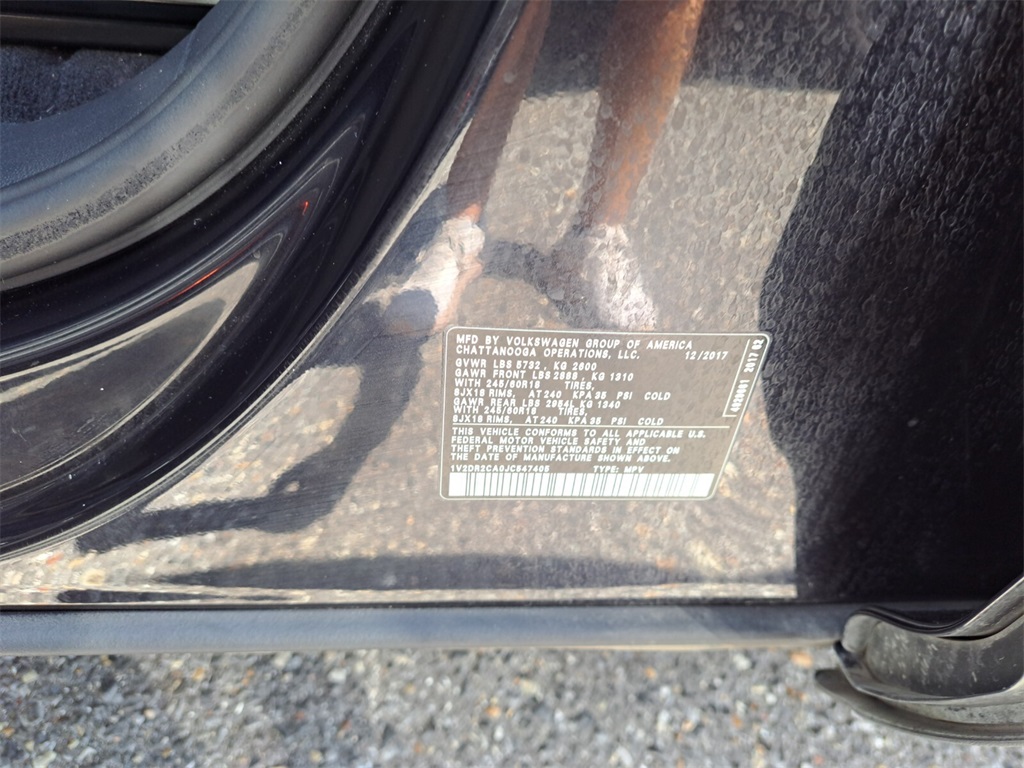 MFD BY VOLKSWAGEN GROUP OF AMERICA
CHATTANOOGA OPERATIONS, LLC. 12/2017
GVWR LBS 5732 , KG 2600
GAWR FRONT LBS 2888 , KG 1310
WITH 245/60R18 TIRES,
8JX18 RIMS, AT 240 KPA 35 PSI COLD
GAWR REAR LBS 2954L KG 1340
WITH 245/60R18 TIRES,
8JX18 RIMS, AT 240 KPA 35 PSI COLD
THIS VEHICLE CONFORMS TO ALL APPLICABLE U.S.
FEDERAL MOTOR VEHICLE SAFETY AND
THEFT PREVENTION STANDARDS IN EFFECT ON
THE DATE OF MANUFACTURE SHOWN ABOVE.
1V2DR2CA0JC547405 TYPE: MPV
2017 02